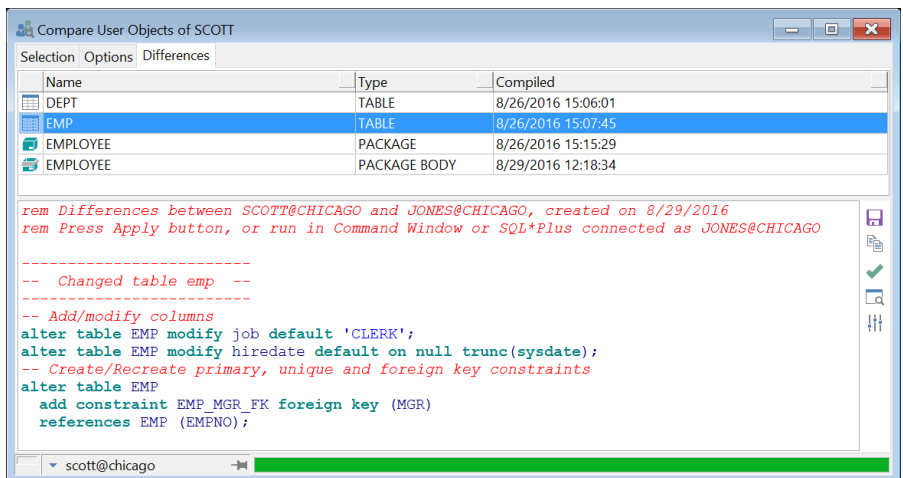 Compare User Objects of SCOTT
Selection Options Differences
Name Type Compiled
DEPT TABLE 8/26/2016 15:06:01
EMP TABLE 8/26/2016 15:07:45
EMPLOYEE PACKAGE 8/26/2016 15:15:29
EMPLOYEE PACKAGE BODY 8/29/2016 12:18:34
rem Differences between SCOTT@CHICAGO and JONES@CHICAGO, created on 8/29/2016
rem Press Apply button, or run in Command Window or SQL*Plus connected as JONES@CHICAGO
-------------------------
--  Changed table emp  --
-------------------------
-- Add/modify columns
alter table EMP modify job default 'CLERK';
alter table EMP modify hiredate default on null trunc(sysdate);
-- Create/Recreate primary, unique and foreign key constraints
alter table EMP
  add constraint EMP_MGR_FK foreign key (MGR)
  references EMP (EMPNO);
scott@chicago